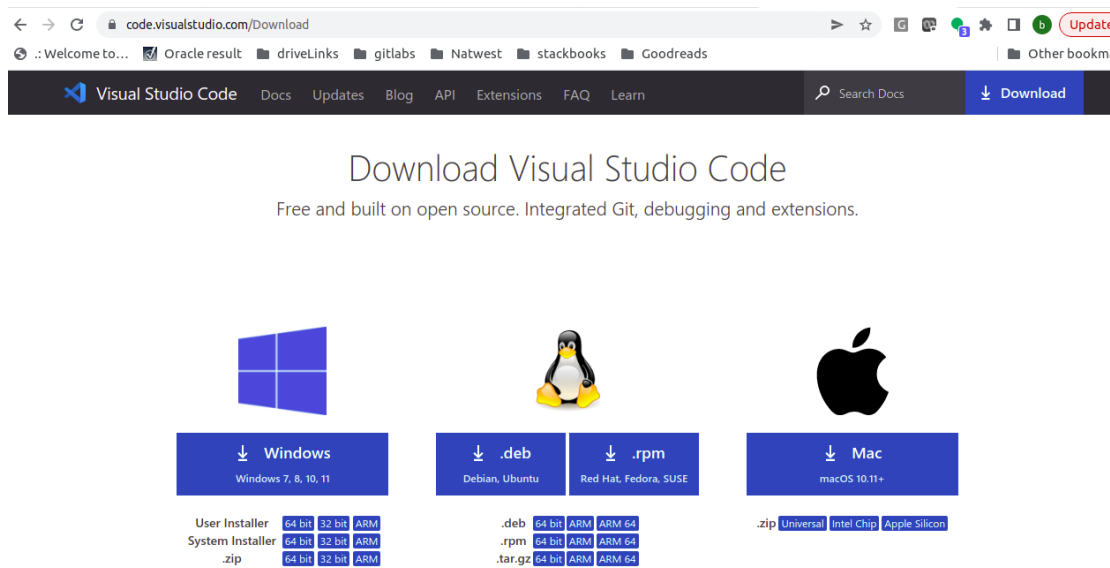 code.visualstudio.com/Download
.: Welcome to... Oracle result driveLinks gitlabs Natwest stackbooks Goodreads Other bookm
Visual Studio Code Docs Updates Blog API Extensions FAQ Learn Search Docs Download
Download Visual Studio Code
Free and built on open source. Integrated Git, debugging and extensions.
Windows
Windows 7, 8, 10, 11
User Installer 64 bit 32 bit ARM
System Installer 64 bit 32 bit ARM
.zip 64 bit 32 bit ARM
.deb
Debian, Ubuntu
.rpm
Red Hat, Fedora, SUSE
.deb 64 bit ARM ARM 64
.rpm 64 bit ARM ARM 64
.tar.gz 64 bit ARM ARM 64
Mac
macOS 10.11+
.zip Universal Intel Chip Apple Silicon
G 3 b Update